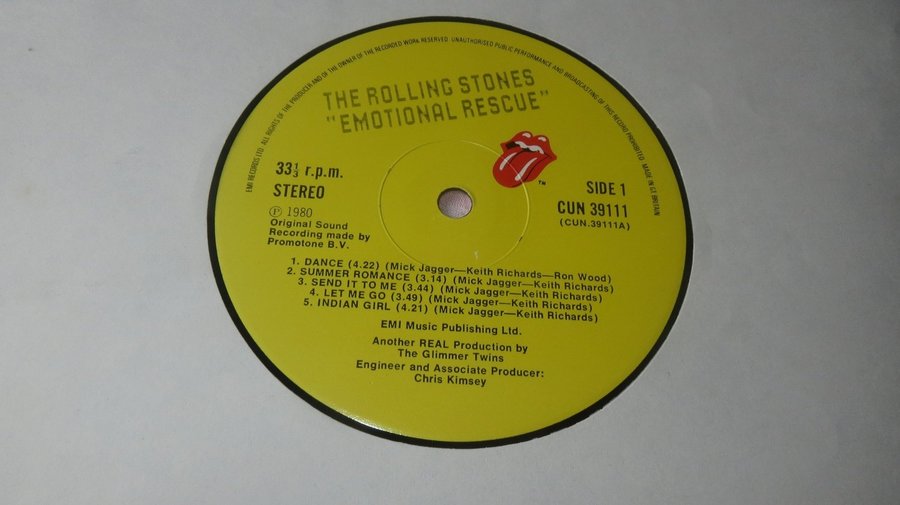 EMI RECORDS LTD ALL RIGHTS OF THE PRODUCER AND OF THE OWNER OF THE RECORDED WORK RESERVED. UNAUTHORISED PUBLIC PERFORMANCE AND BROADCASTING OF THIS RECORD PROHIBITED. MADE IN GT. BRITAIN
THE ROLLING STONES
"EMOTIONAL RESCUE"
33⅓ r.p.m.
STEREO
Ⓟ 1980
Original Sound
Recording made by
Promotone B.V.
TM
SIDE 1
CUN 39111
(CUN.39111A)
1. DANCE (4.22) (Mick Jagger—Keith Richards—Ron Wood)
2. SUMMER ROMANCE (3.14) (Mick Jagger—Keith Richards)
3. SEND IT TO ME (3.44) (Mick Jagger—Keith Richards)
4. LET ME GO (3.49) (Mick Jagger—Keith Richards)
5. INDIAN GIRL (4.21) (Mick Jagger—Keith Richards)
EMI Music Publishing Ltd.
Another REAL Production by
The Glimmer Twins
Engineer and Associate Producer:
Chris Kimsey